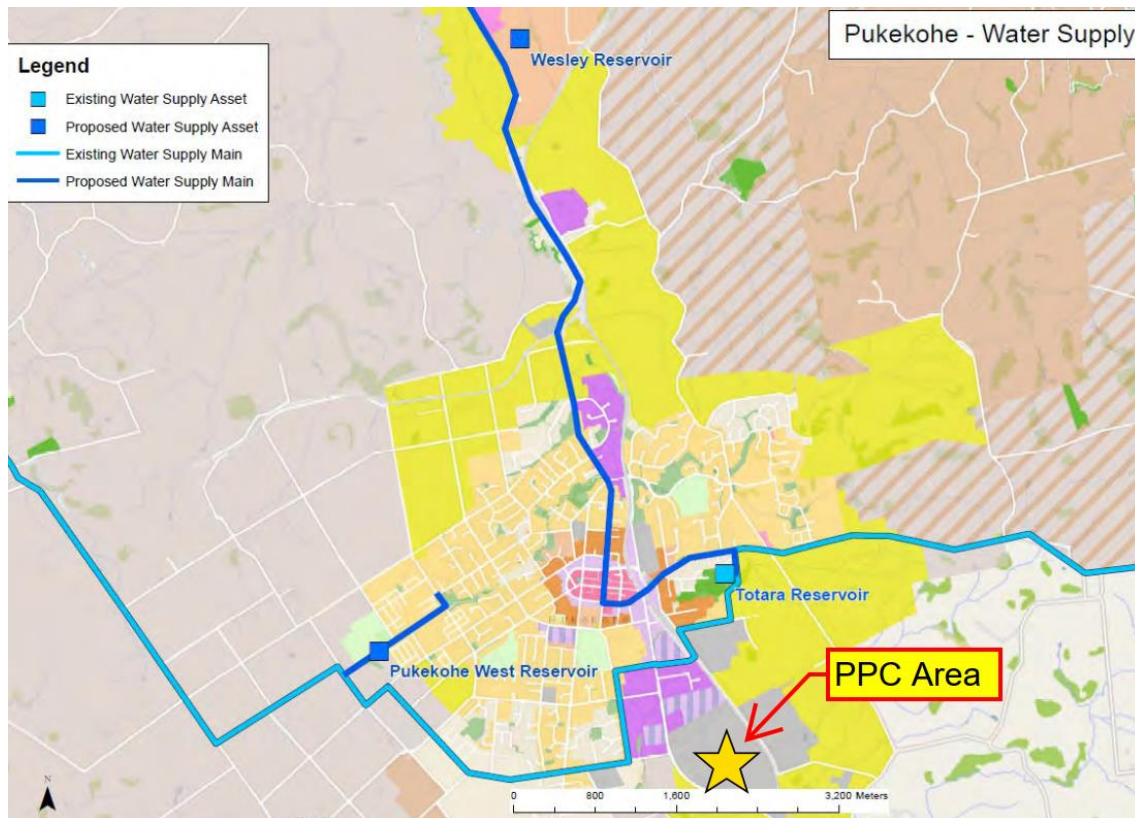 Pukekohe - Water Supply
Legend
Existing Water Supply Asset
Proposed Water Supply Asset
Existing Water Supply Main
Proposed Water Supply Main
Wesley Reservoir
Totara Reservoir
Pukekohe West Reservoir
PPC Area
N
0 800 1,600 3,200 Meters